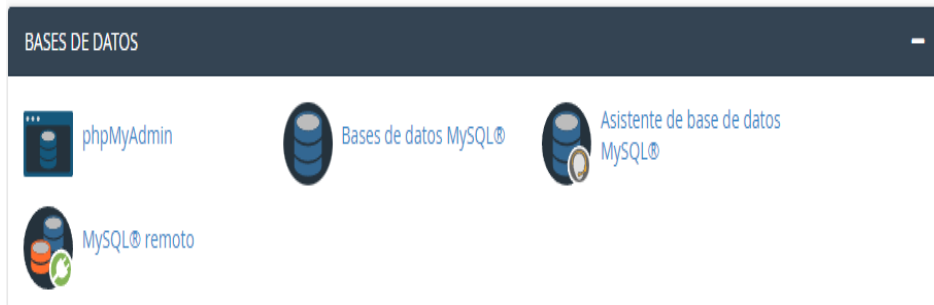 BASES DE DATOS
phpMyAdmin
Bases de datos MySQL®
Asistente de base de datos
MySQL®
MySQL® remoto